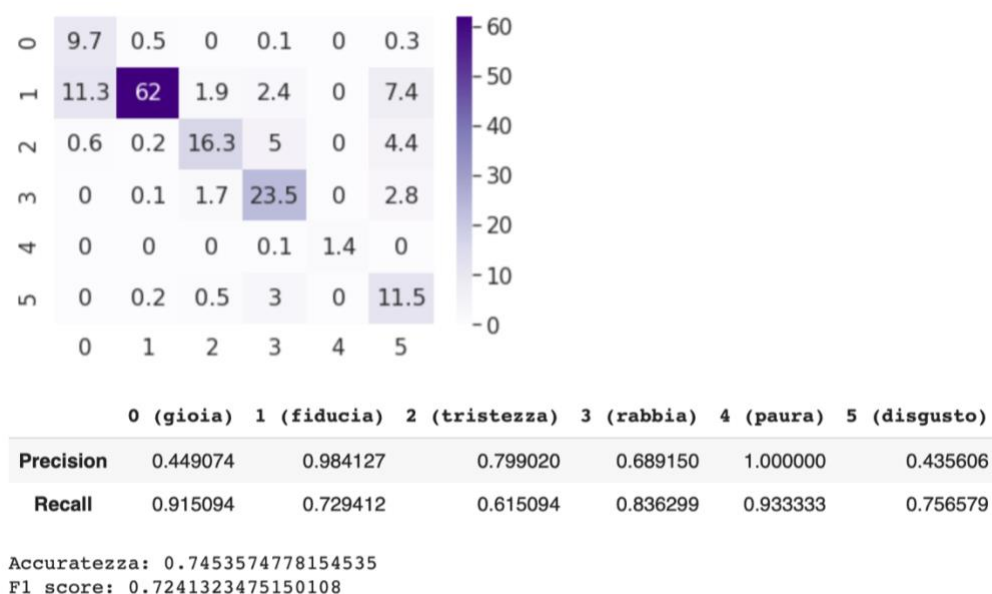 60
0 9.7 0.5 0 0.1 0 0.3
50
1 11.3 62 1.9 2.4 0 7.4
40
2 0.6 0.2 16.3 5 0 4.4
30
3 0 0.1 1.7 23.5 0 2.8
20
4 0 0 0 0.1 1.4 0
10
5 0 0.2 0.5 3 0 11.5
0
0 1 2 3 4 5
0 (gioia) 1 (fiducia) 2 (tristezza) 3 (rabbia) 4 (paura) 5 (disgusto)
Precision 0.449074 0.984127 0.799020 0.689150 1.000000 0.435606
Recall 0.915094 0.729412 0.615094 0.836299 0.933333 0.756579
Accuratezza: 0.7453574778154535
F1 score: 0.7241323475150108